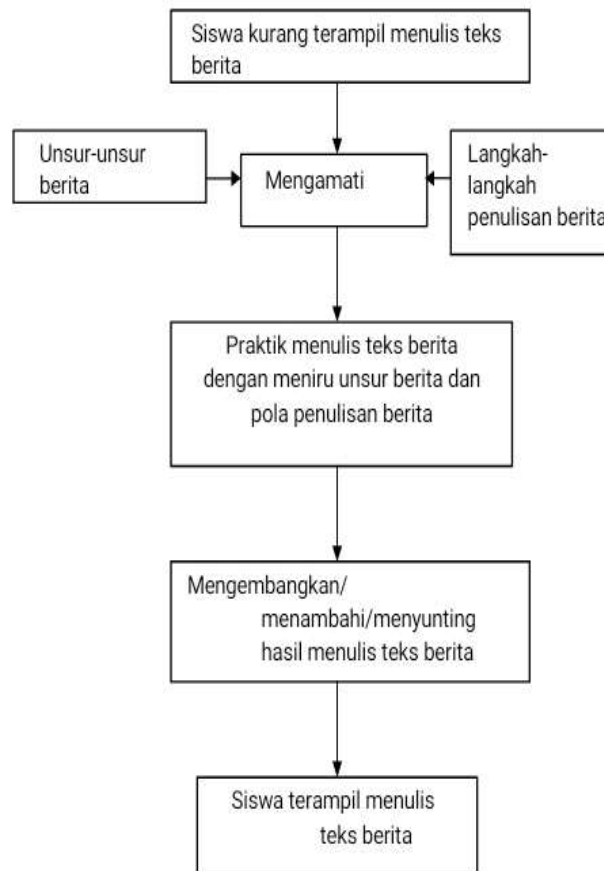 Siswa kurang terampil menulis teks
berita
Unsur-unsur
berita
Mengamati
Langkah-
langkah
penulisan berita
Praktik menulis teks berita
dengan meniru unsur berita dan
pola penulisan berita
Mengembangkan/
menambahi/menyunting
hasil menulis teks berita
Siswa terampil menulis
teks berita